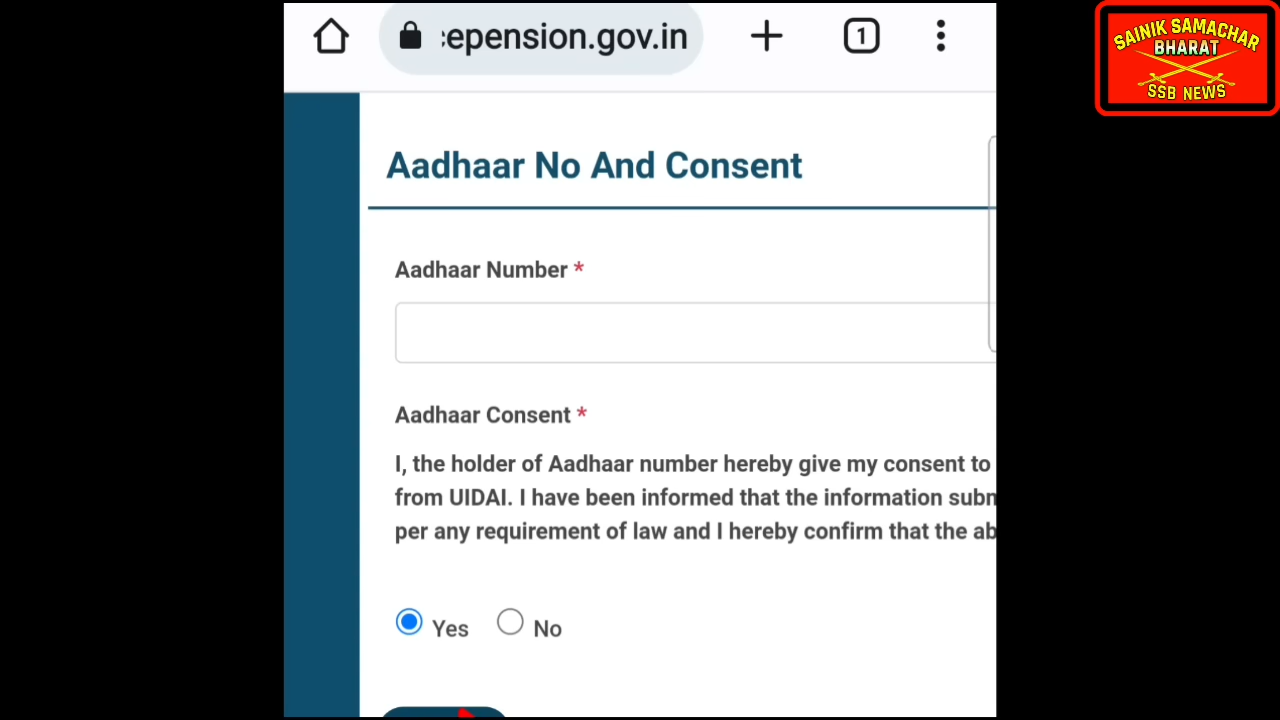 :epension.gov.in
1
SAINIK SAMACHAR
BHARAT
SSB NEWS
Aadhaar No And Consent
Aadhaar Number *
Aadhaar Consent *
I, the holder of Aadhaar number hereby give my consent to
from UIDAI. I have been informed that the information subm
per any requirement of law and I hereby confirm that the ab
Yes No